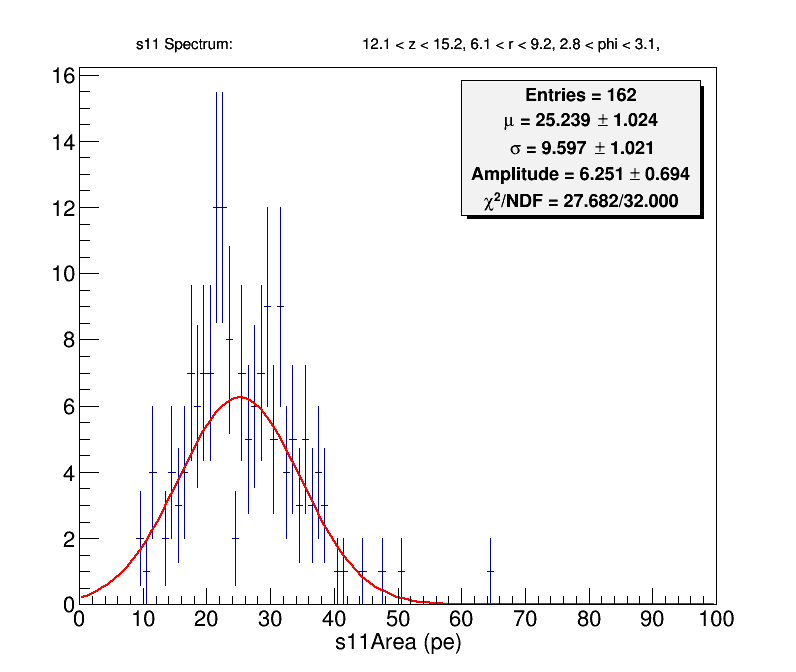 s11 Spectrum: 12.1 < z < 15.2, 6.1 < r < 9.2, 2.8 < phi < 3.1,
Entries = 162
μ = 25.239 ± 1.024
σ = 9.597 ± 1.021
Amplitude = 6.251 ± 0.694
χ²/NDF = 27.682/32.000
16
14
12
10
8
6
4
2
0
0 10 20 30 40 50 60 70 80 90 100
s11Area (pe)